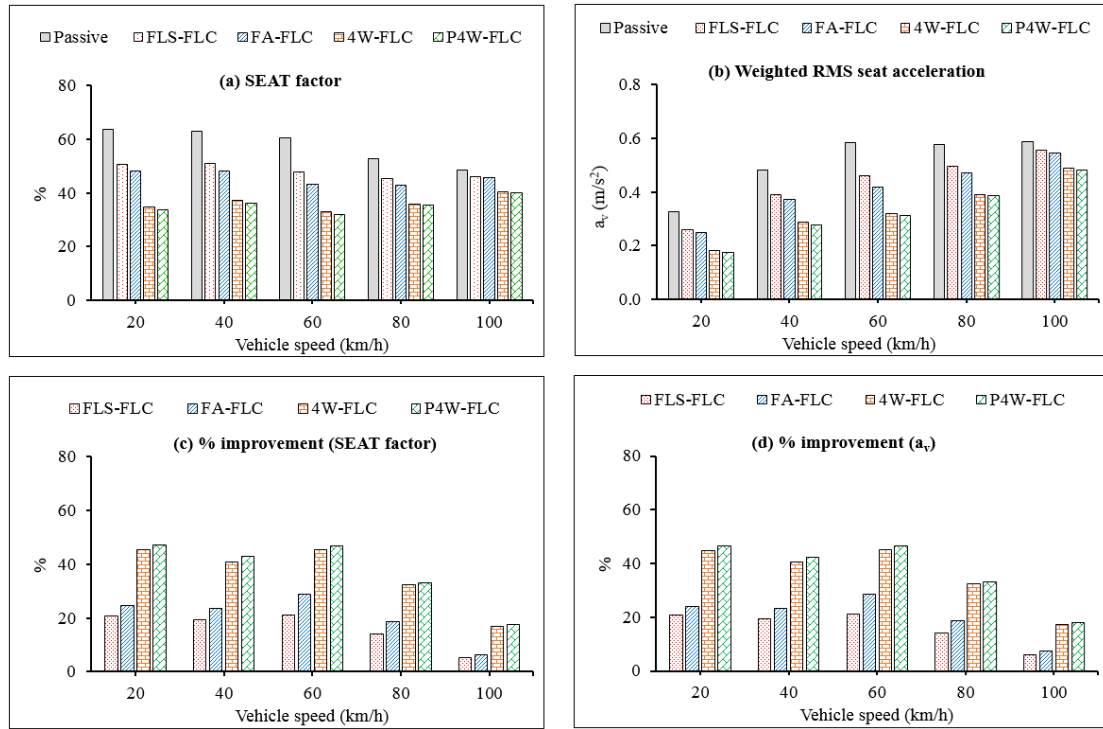 Passive FLS-FLC FA-FLC 4W-FLC P4W-FLC
(a) SEAT factor
80
60
40
20
0
%
20 40 60 80 100
Vehicle speed (km/h)
Passive FLS-FLC FA-FLC 4W-FLC P4W-FLC
(b) Weighted RMS seat acceleration
0.8
0.6
0.4
0.2
0.0
a_v (m/s²)
20 40 60 80 100
Vehicle speed (km/h)
FLS-FLC FA-FLC 4W-FLC P4W-FLC
(c) % improvement (SEAT factor)
80
60
40
20
0
%
20 40 60 80 100
Vehicle speed (km/h)
FLS-FLC FA-FLC 4W-FLC P4W-FLC
(d) % improvement (a_v)
80
60
40
20
0
%
20 40 60 80 100
Vehicle speed (km/h)